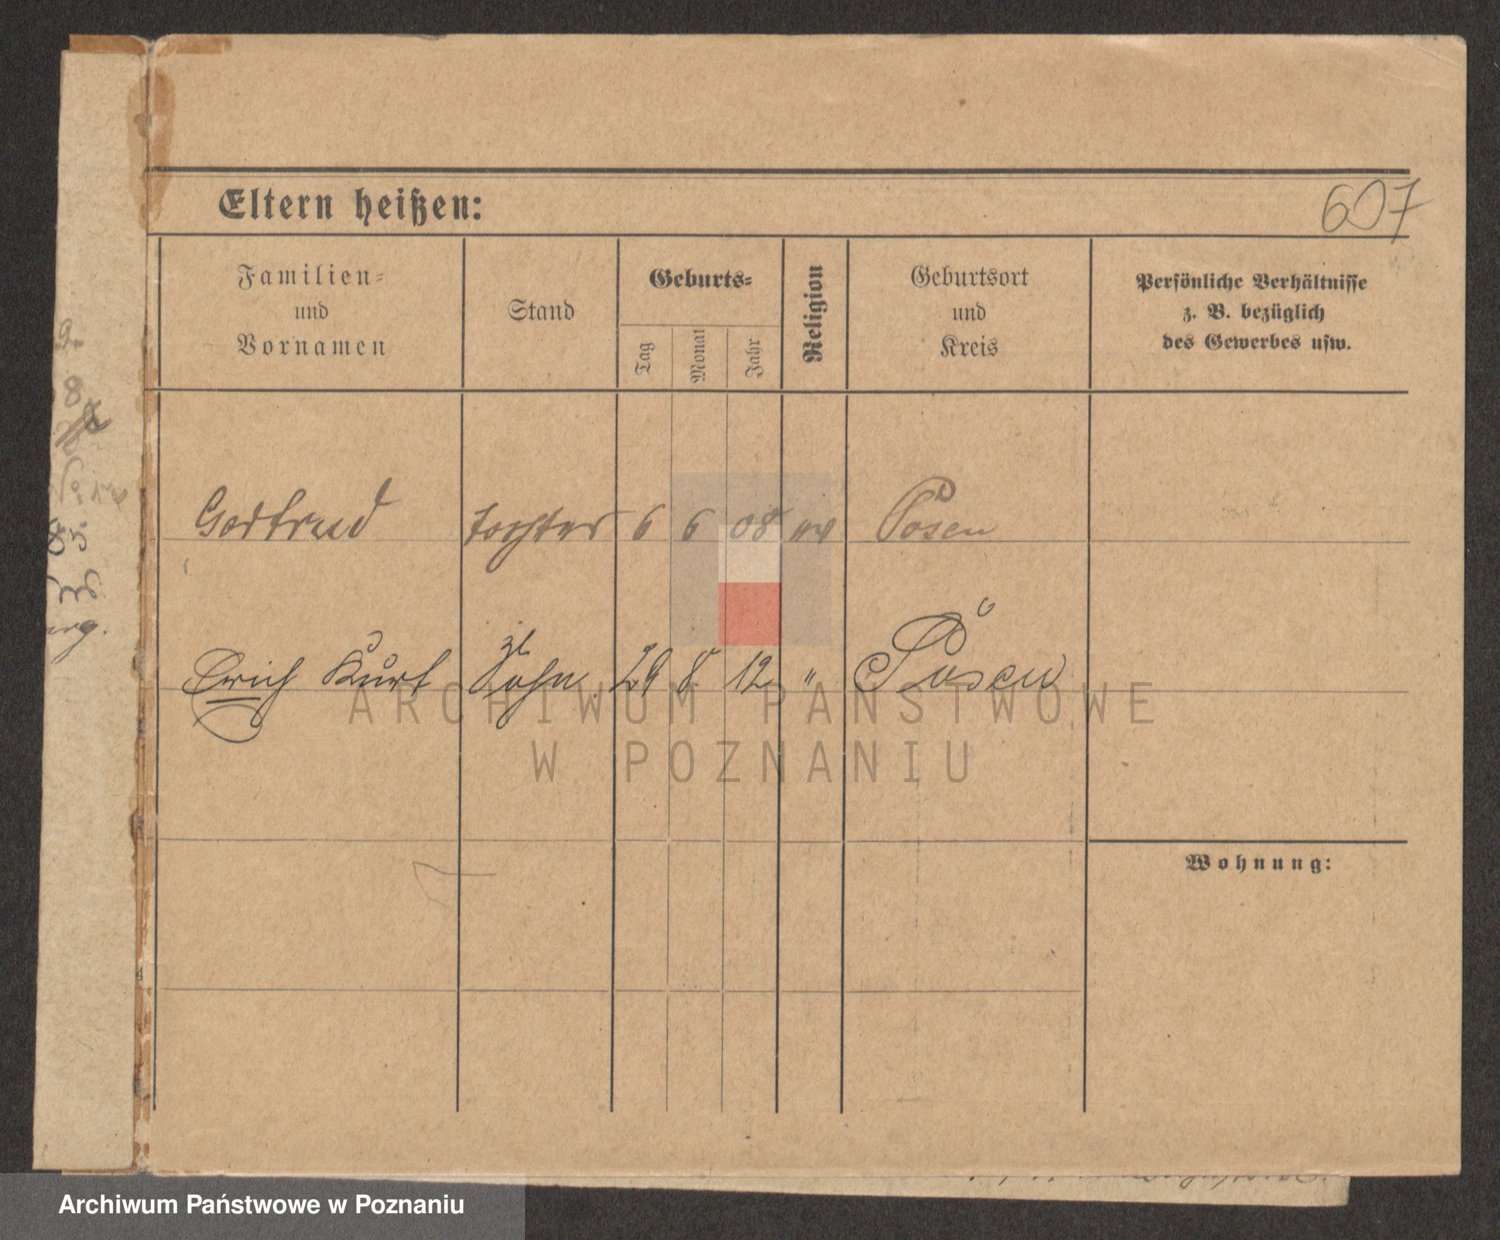 Eltern heißen:
607
Familien-
und
Vornamen
Stand
Geburts-
Tag
Monat
Jahr
Religion
Geburtsort
und
Kreis
Persönliche Verhältnisse
z. B. bezüglich
des Gewerbes usw.
Gertrud Tochter 6 6 08 ev Posen
Erich Kurt Sohn 29 8. 12 " Posen
ARCHIWUM PAŃSTWOWE
W POZNANIU
Wohnung:
Archiwum Państwowe w Poznaniu